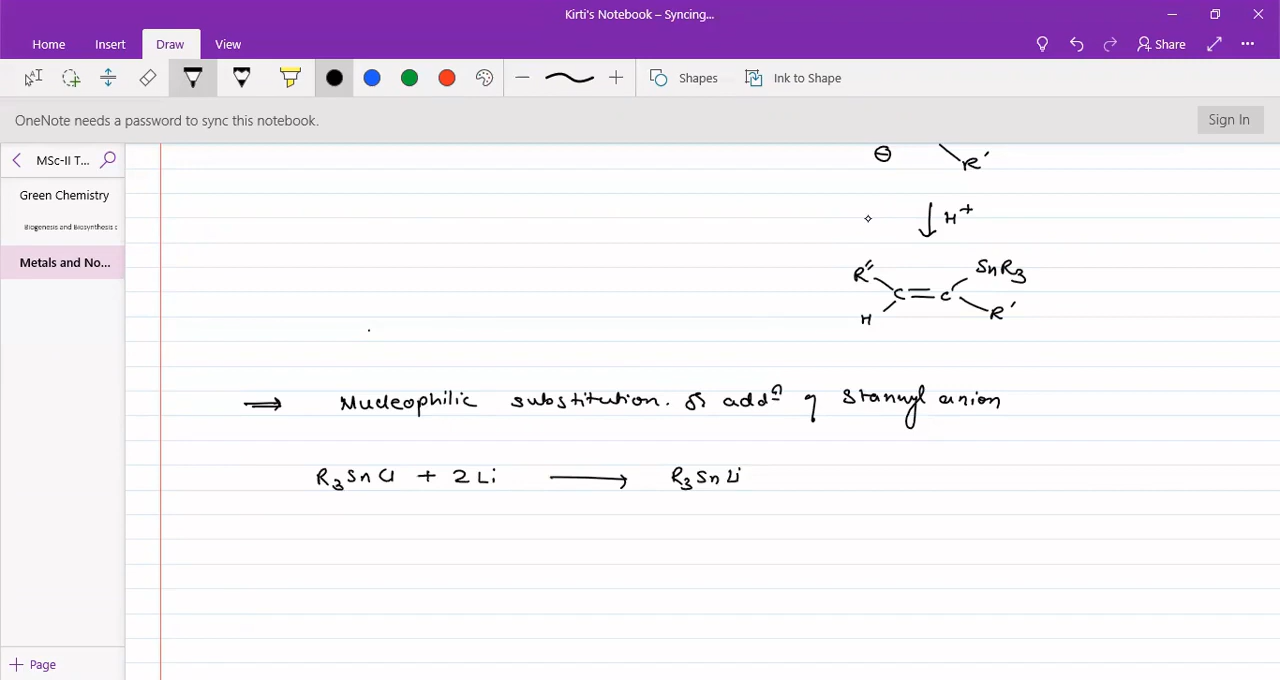 Kirti's Notebook – Syncing...
Home Insert Draw View
Share
Shapes Ink to Shape
OneNote needs a password to sync this notebook. Sign In
MSc-II T...
Green Chemistry
Biogenesis and Biosynthesis
Metals and No...
Page
⊖ R′
↓ H+
R″ SnR3
C = C
H R′
⇒ Nucleophilic substitution. or addn of stannyl anion
R3SnCl + 2Li ⟶ R3SnLi